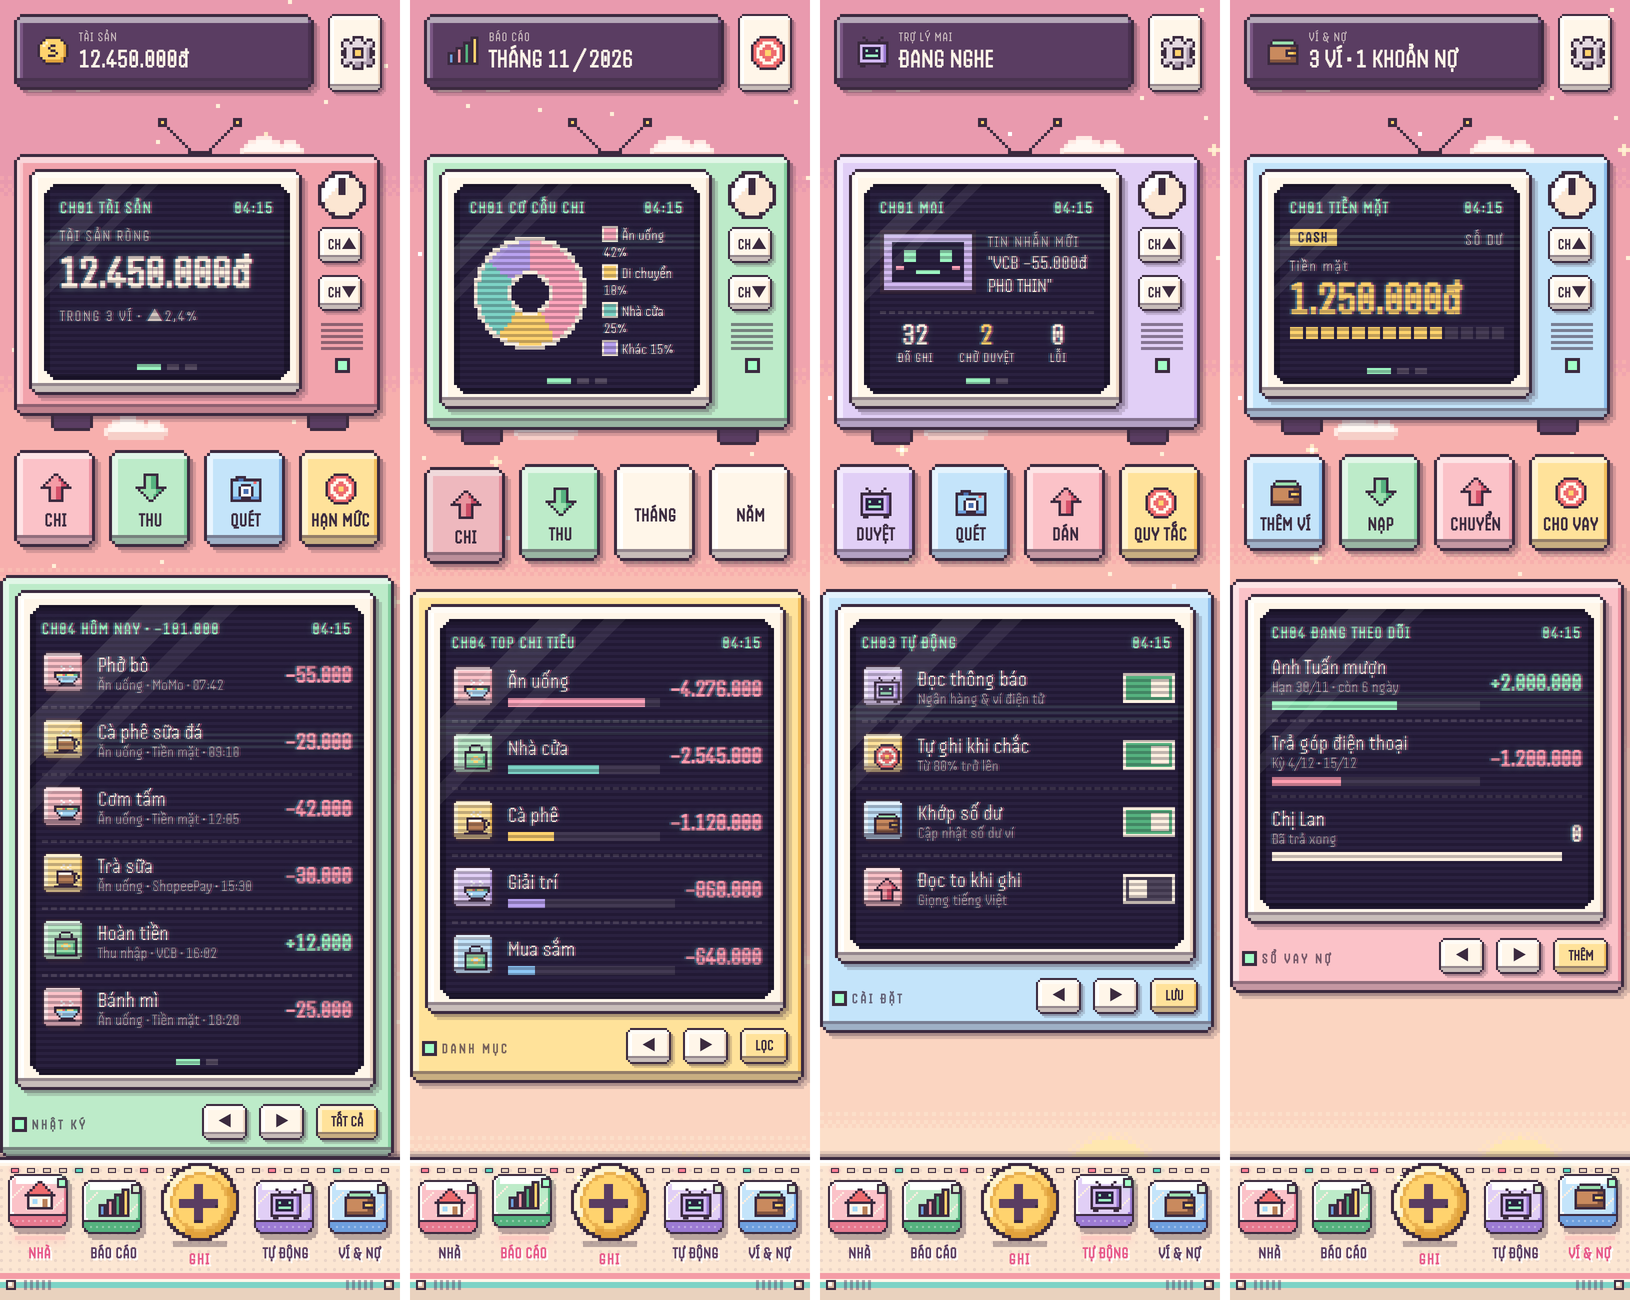 TÀI SẢN
12.450.000đ
CH01 TÀI SẢN 04:15
TÀI SẢN RÒNG
12.450.000đ
TRONG 3 VÍ · ▲2,4%
CH▲
CH▼
CHI
THU
QUÉT
HẠN MỨC
CH04 HÔM NAY · -181.000 04:15
Phở bò
Ăn uống · MoMo · 07:42
-55.000
Cà phê sữa đá
Ăn uống · Tiền mặt · 09:10
-29.000
Cơm tấm
Ăn uống · Tiền mặt · 12:05
-42.000
Trà sữa
Ăn uống · ShopeePay · 15:30
-30.000
Hoàn tiền
Thu nhập · VCB · 16:02
+12.000
Bánh mì
Ăn uống · Tiền mặt · 18:20
-25.000
NHẬT KÝ
◀
▶
TẤT CẢ
NHÀ
BÁO CÁO
GHI
TỰ ĐỘNG
VÍ & NỢ
BÁO CÁO
THÁNG 11/2026
CH01 CƠ CẤU CHI 04:15
Ăn uống
42%
Di chuyển
18%
Nhà cửa
25%
Khác 15%
CH▲
CH▼
CHI
THU
THÁNG
NĂM
CH04 TOP CHI TIÊU 04:15
Ăn uống
-4.276.000
Nhà cửa
-2.545.000
Cà phê
-1.120.000
Giải trí
-860.000
Mua sắm
-640.000
DANH MỤC
◀
▶
LỌC
NHÀ
BÁO CÁO
GHI
TỰ ĐỘNG
VÍ & NỢ
TRỢ LÝ MAI
ĐANG NGHE
CH01 MAI 04:15
TIN NHẮN MỚI
"VCB -55.000đ
PHO THIN"
32
ĐÃ GHI
2
CHỜ DUYỆT
0
LỖI
CH▲
CH▼
DUYỆT
QUÉT
DÁN
QUY TẮC
CH03 TỰ ĐỘNG 04:15
Đọc thông báo
Ngân hàng & ví điện tử
Tự ghi khi chắc
Từ 80% trở lên
Khớp số dư
Cập nhật số dư ví
Đọc to khi ghi
Giọng tiếng Việt
CÀI ĐẶT
◀
▶
LƯU
NHÀ
BÁO CÁO
GHI
TỰ ĐỘNG
VÍ & NỢ
VÍ & NỢ
3 VÍ · 1 KHOẢN NỢ
CH01 TIỀN MẶT 04:15
CASH
SỐ DƯ
Tiền mặt
1.250.000đ
CH▲
CH▼
THÊM VÍ
NẠP
CHUYỂN
CHO VAY
CH04 ĐANG THEO DÕI 04:15
Anh Tuấn mượn
Hạn 30/11 · còn 6 ngày
+2.000.000
Trả góp điện thoại
Kỳ 4/12 · 15/12
-1.200.000
Chị Lan
Đã trả xong
0
SỔ VAY NỢ
◀
▶
THÊM
NHÀ
BÁO CÁO
GHI
TỰ ĐỘNG
VÍ & NỢ